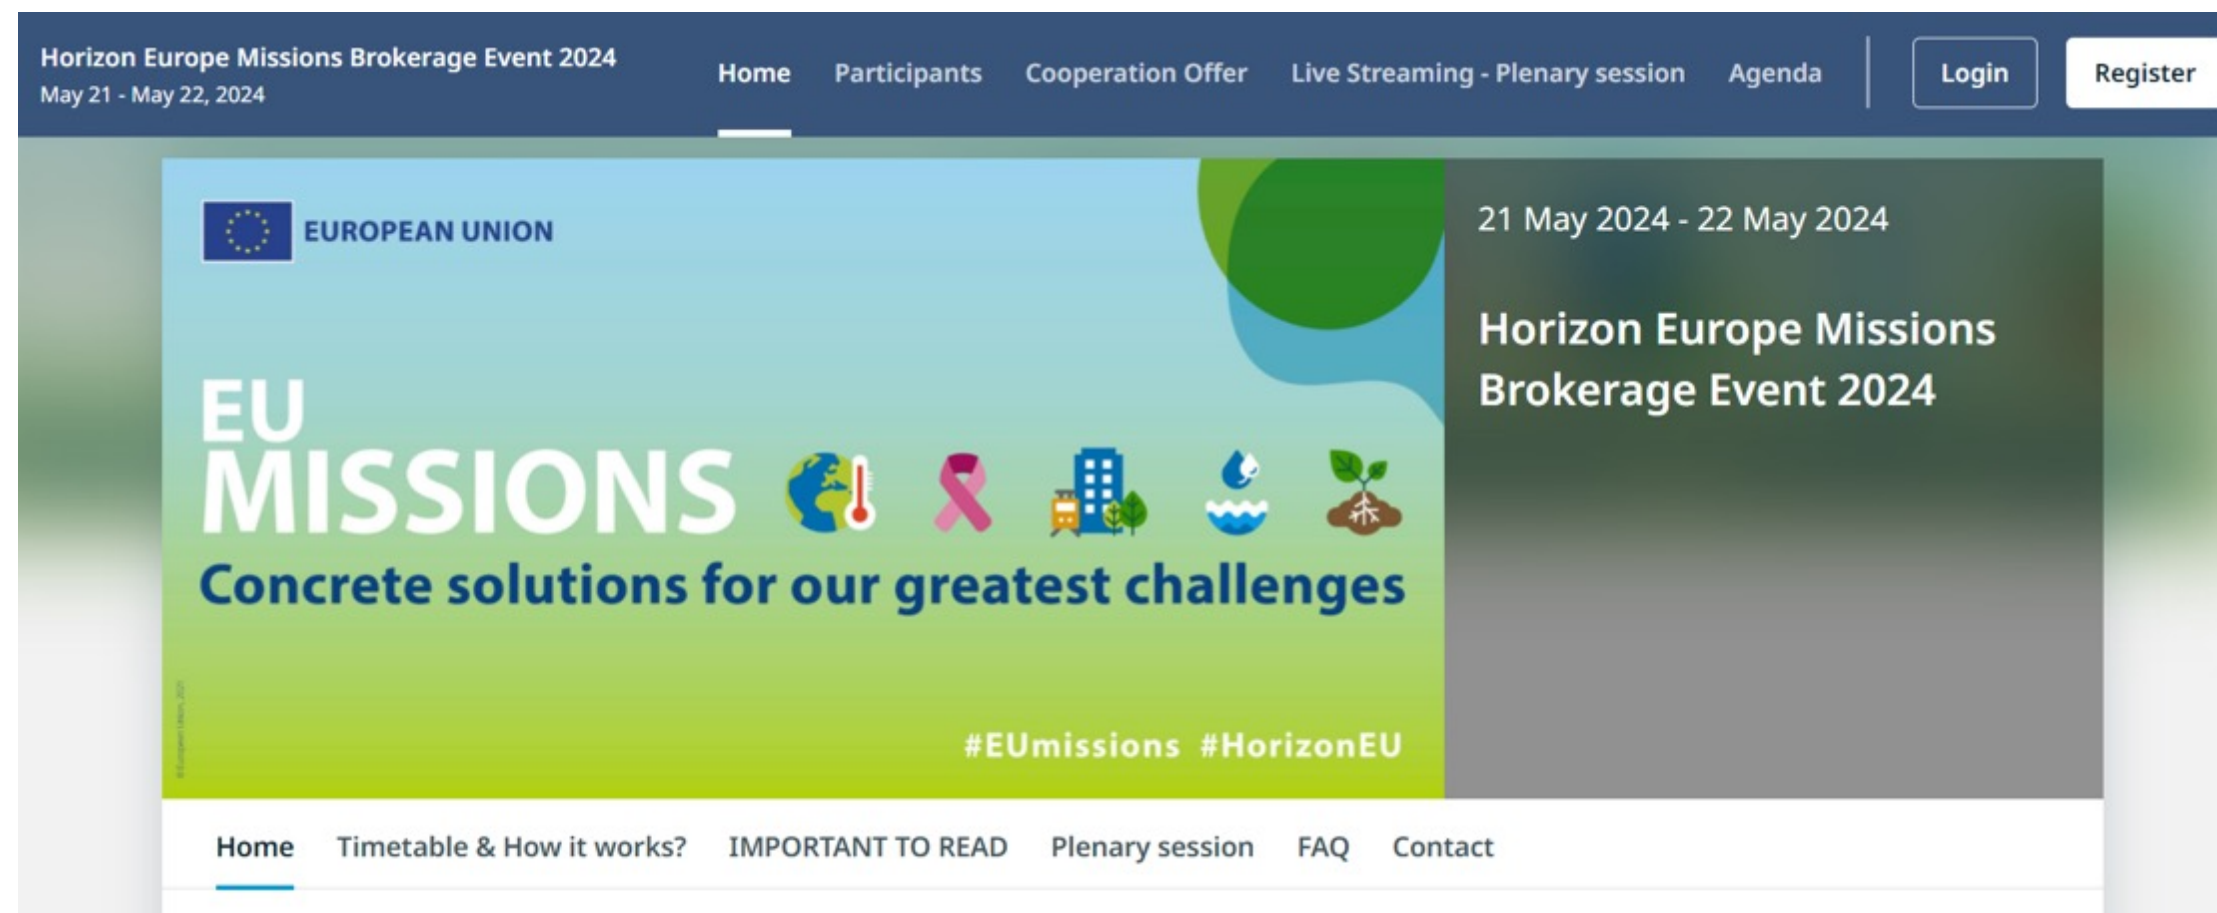 Horizon Europe Missions Brokerage Event 2024
May 21 - May 22, 2024
Home Participants Cooperation Offer Live Streaming - Plenary session Agenda Login Register
EUROPEAN UNION
EU
MISSIONS
Concrete solutions for our greatest challenges
#EUmissions #HorizonEU
© European Union, 2021
21 May 2024 - 22 May 2024
Horizon Europe Missions
Brokerage Event 2024
Home Timetable & How it works? IMPORTANT TO READ Plenary session FAQ Contact